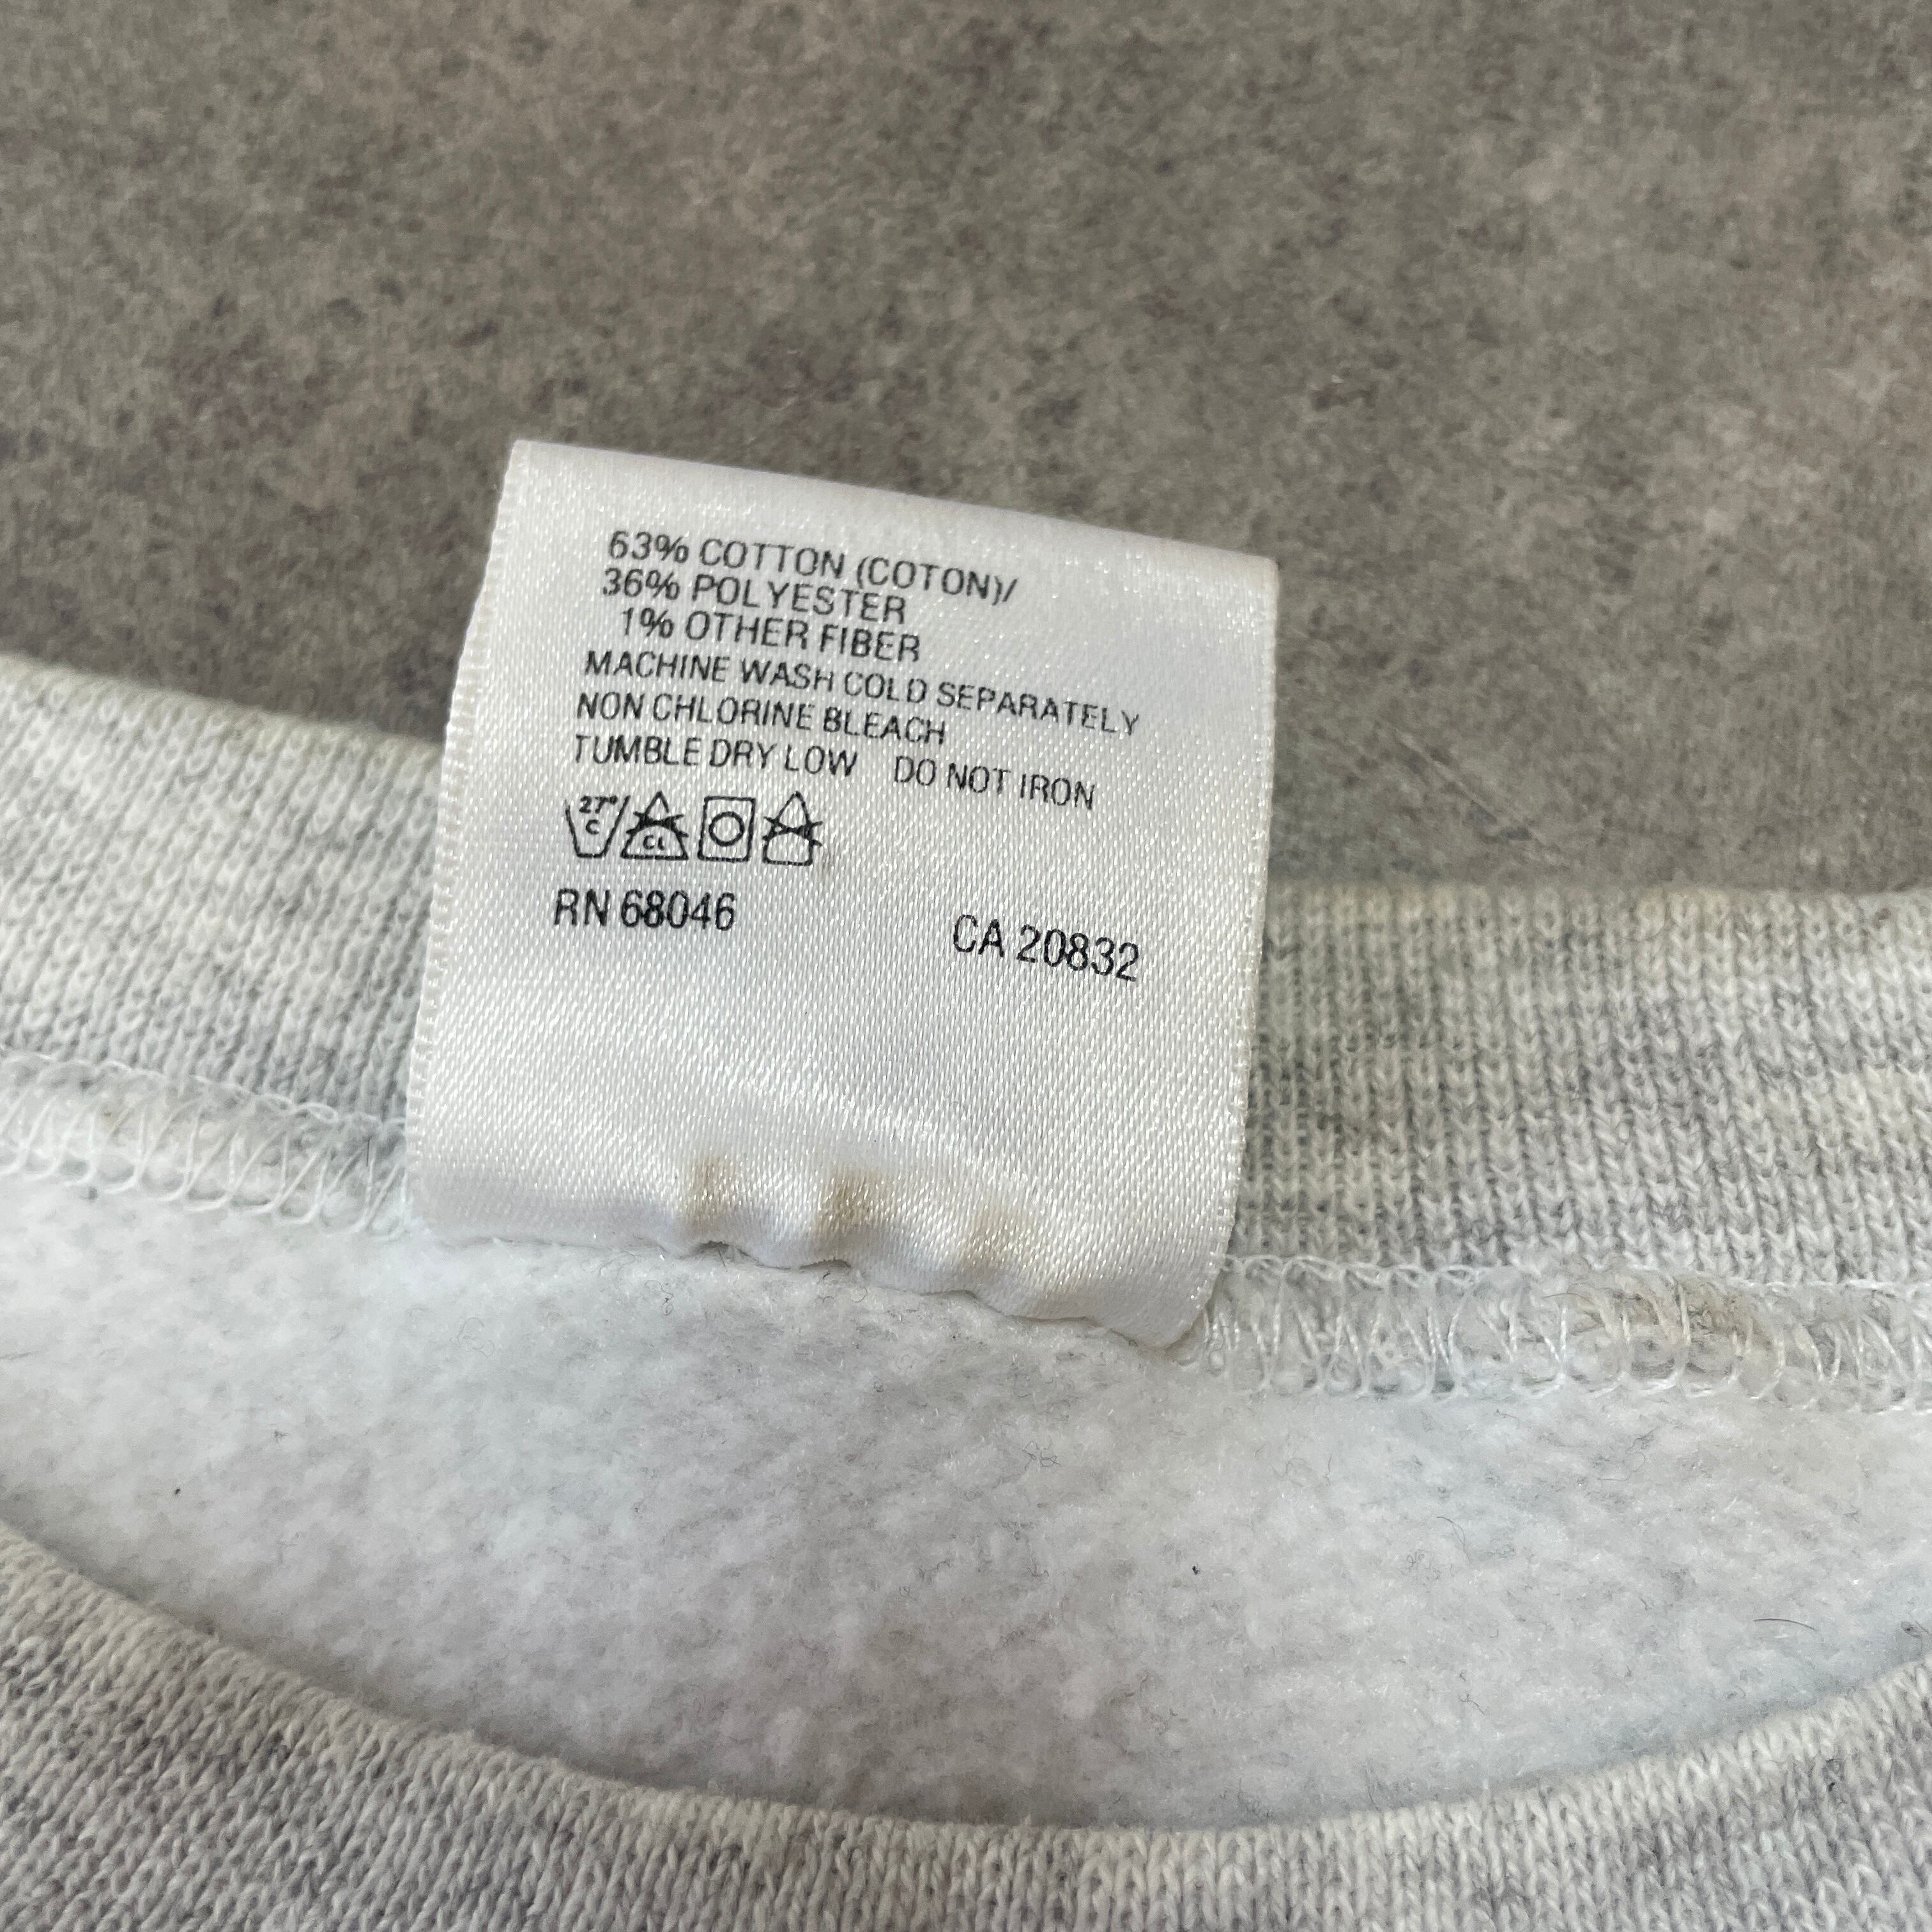 63% COTTON (COTON)/
36% POLYESTER
1% OTHER FIBER
MACHINE WASH COLD SEPARATELY
NON CHLORINE BLEACH
TUMBLE DRY LOW DO NOT IRON
27° C CL
RN 68046 CA 20832